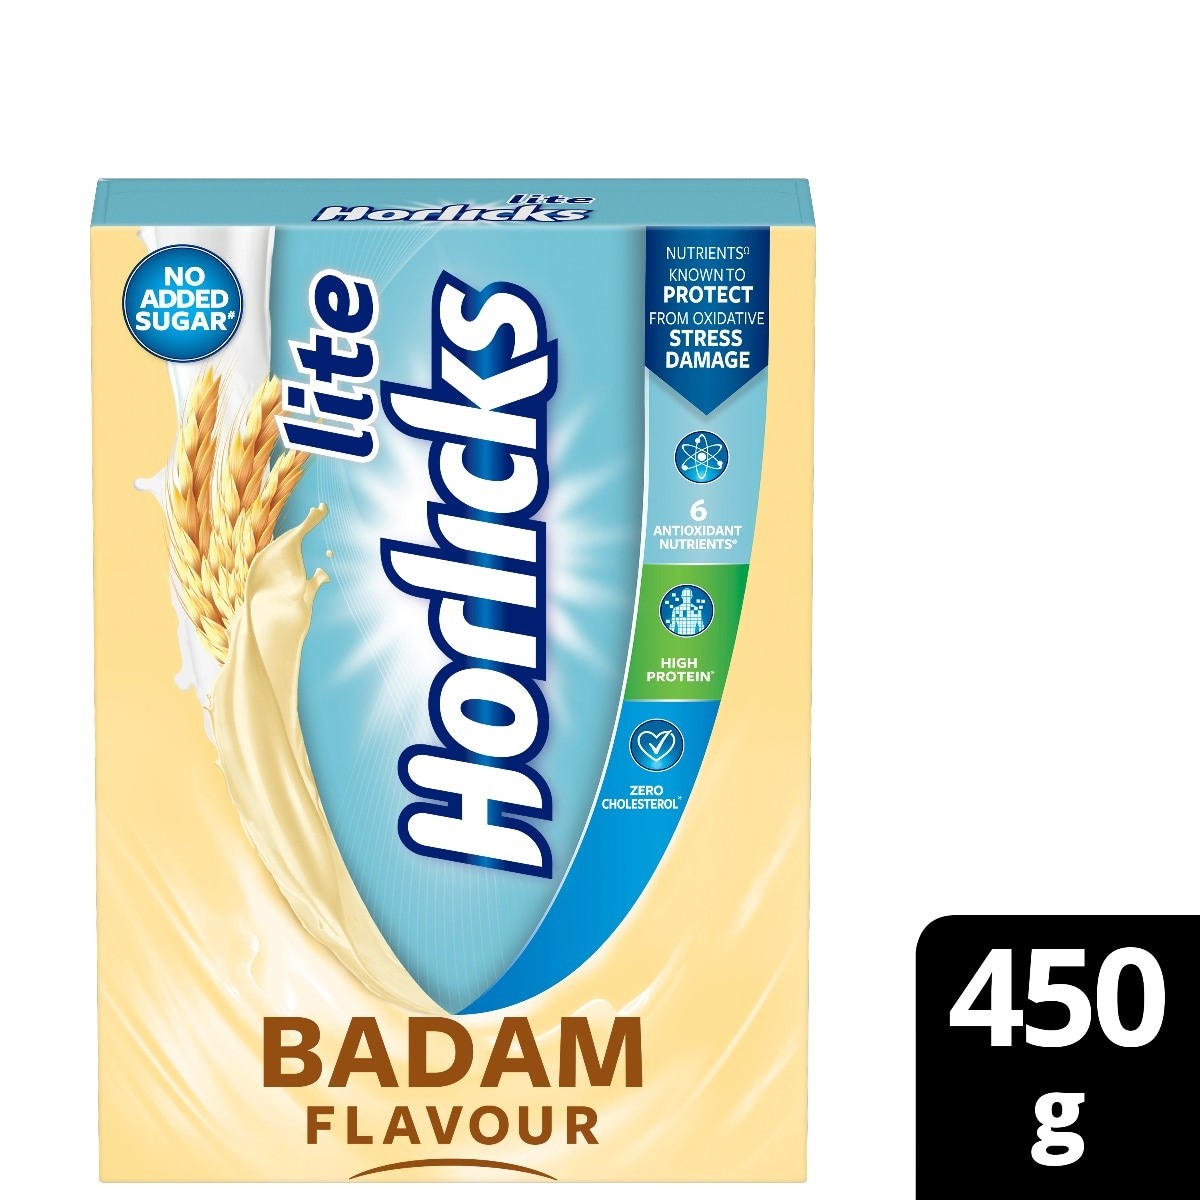 lite
Horlicks
NO
ADDED
SUGAR#
lite
Horlicks
NUTRIENTSΩ
KNOWN TO
PROTECT
FROM OXIDATIVE
STRESS
DAMAGE
6
ANTIOXIDANT
NUTRIENTS@
HIGH
PROTEIN^
ZERO
CHOLESTEROL*
BADAM
FLAVOUR
450
g